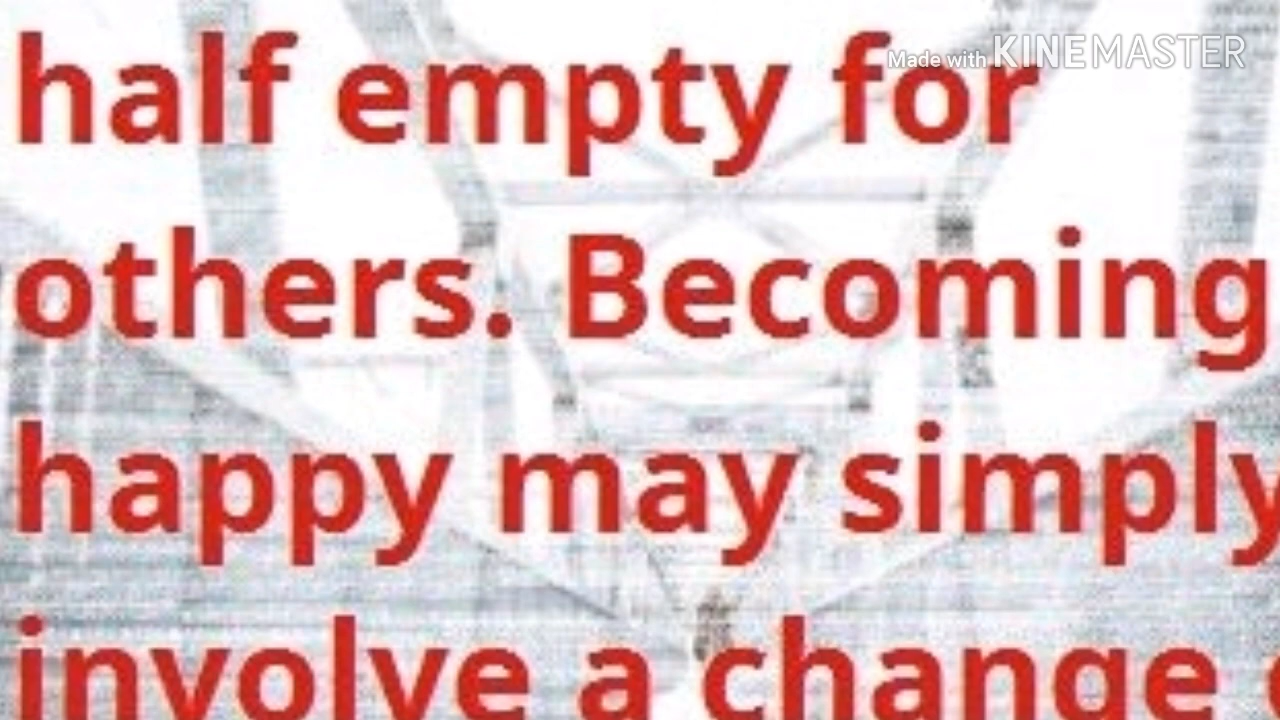 Made with KINEMASTER
half empty for
others. Becoming
happy may simply
involve a change